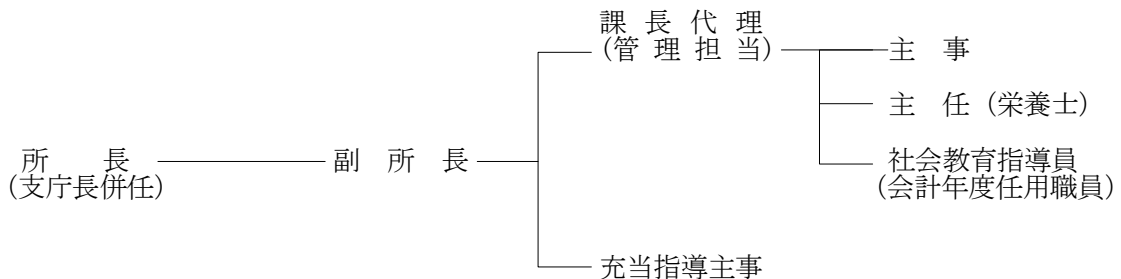 課長代理
(管理担当)
主事
主任（栄養士）
所長
(支庁長併任)
副所長
社会教育指導員
(会計年度任用職員)
充当指導主事